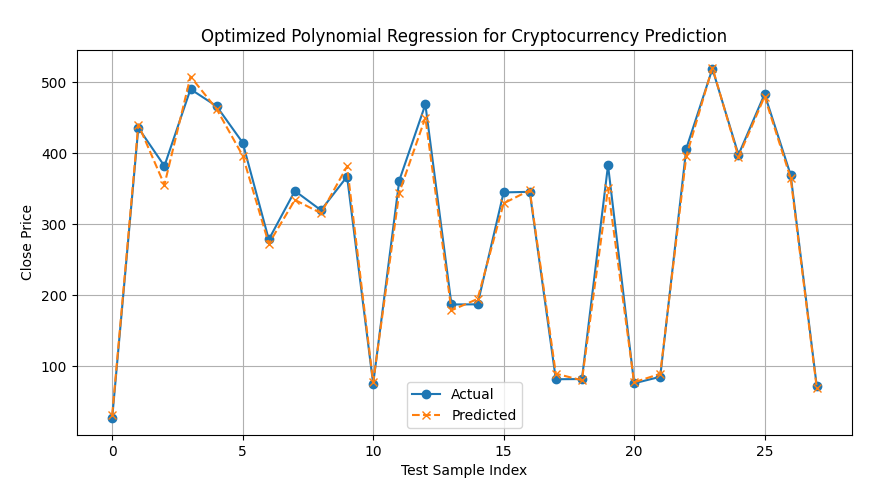 Optimized Polynomial Regression for Cryptocurrency Prediction
500
400
300
200
100
Close Price
Actual
Predicted
0 5 10 15 20 25
Test Sample Index